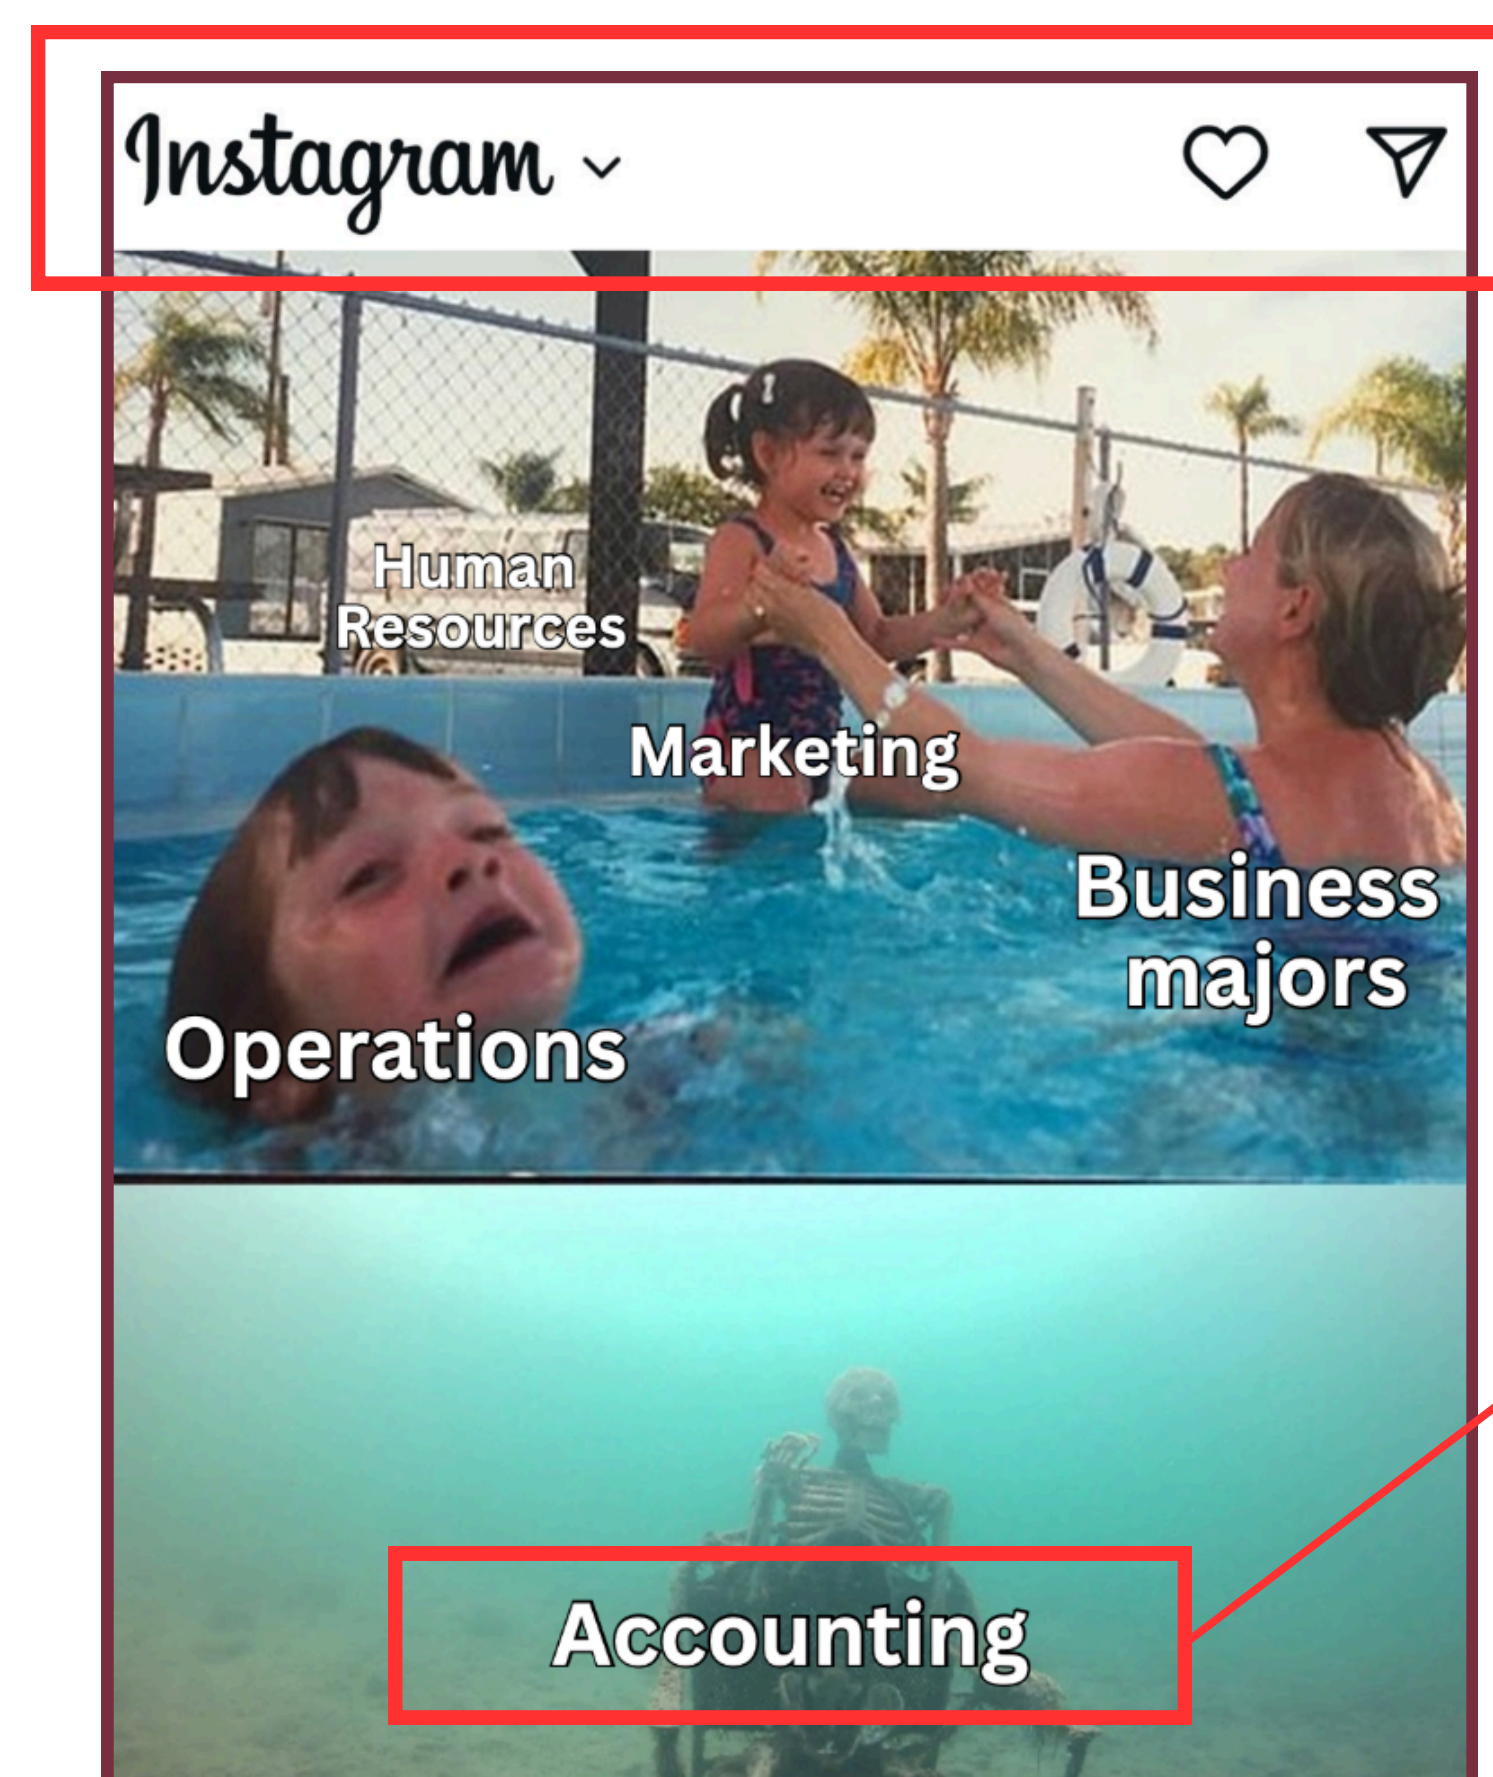 Instagram
Human
Resources
Marketing
Business
majors
Operations
Accounting